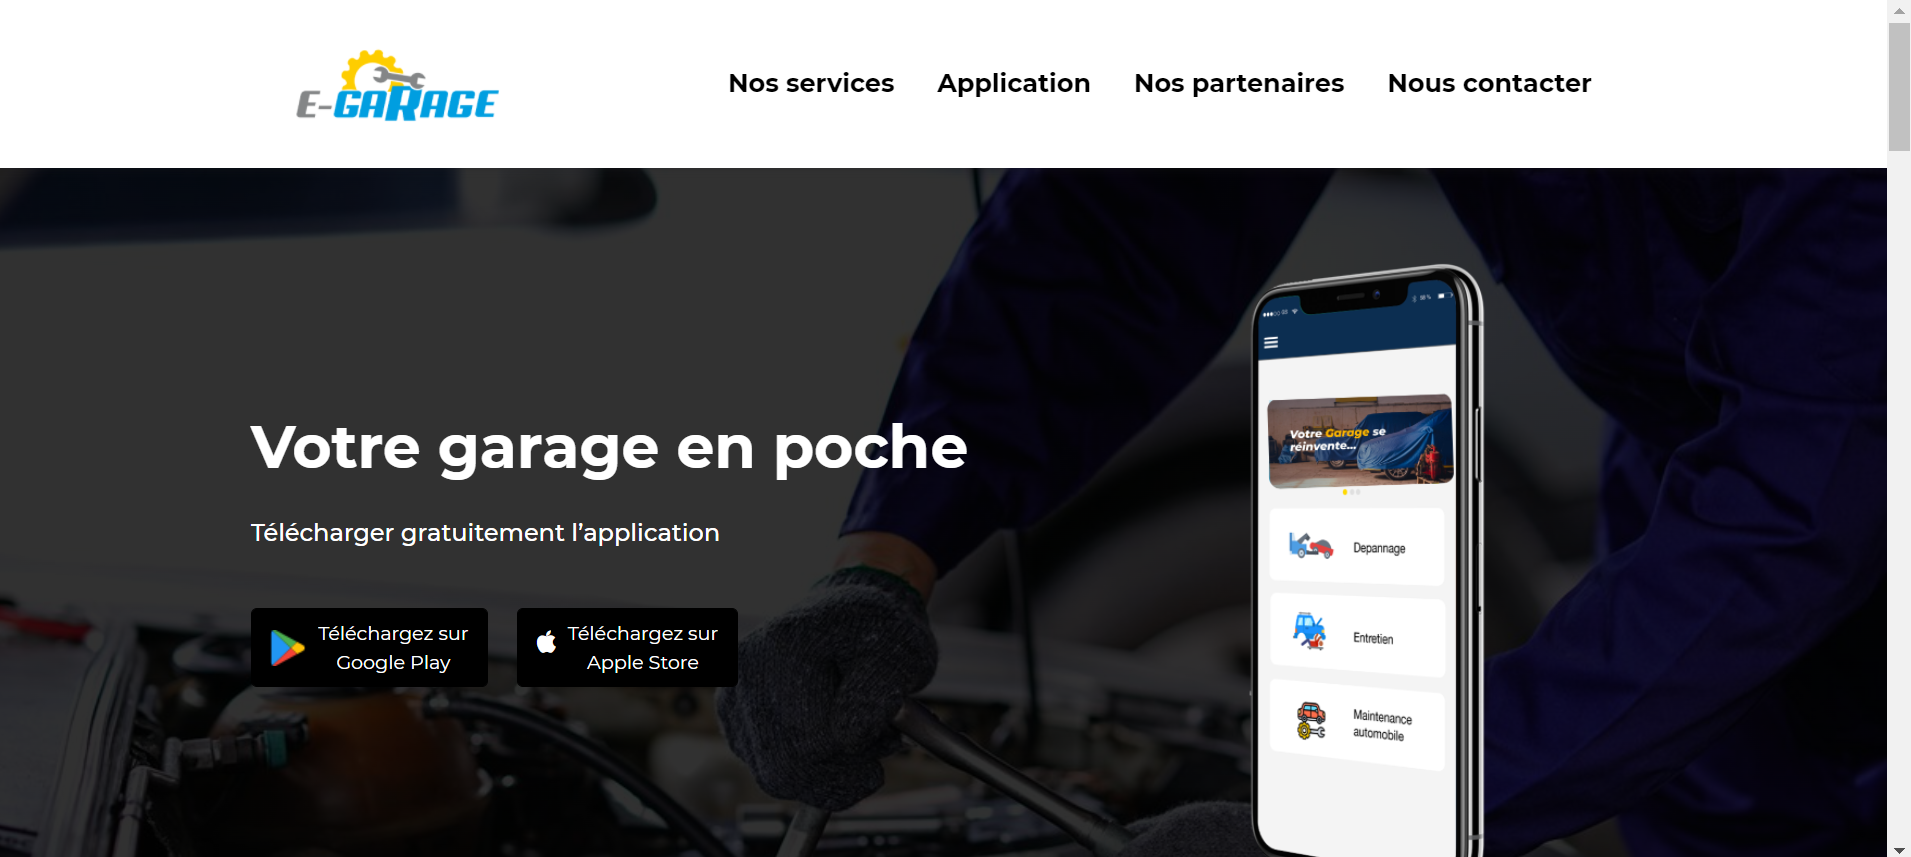 E-GARAGE
Nos services
Application
Nos partenaires
Nous contacter
Votre garage en poche
Télécharger gratuitement l’application
Téléchargez sur
Google Play
Téléchargez sur
Apple Store
Votre Garage se
réinvente...
Depannage
Entretien
Maintenance
automobile